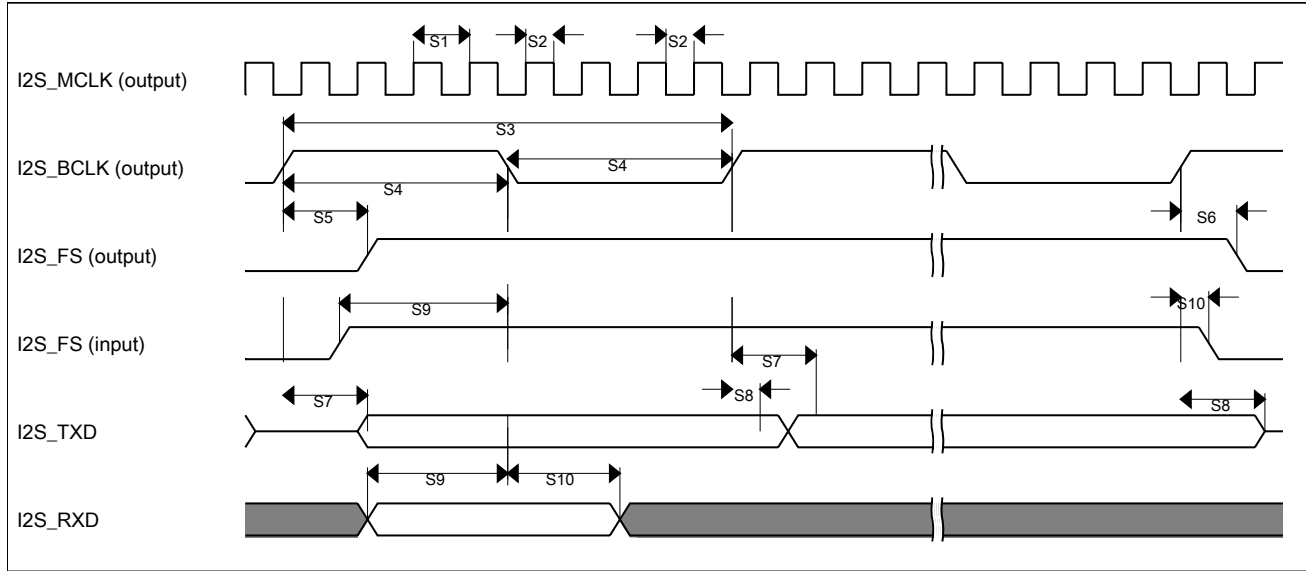 S1
S2
S2
I2S_MCLK (output)
S3
I2S_BCLK (output)
S4
S4
S5
S6
I2S_FS (output)
S9
S10
I2S_FS (input)
S7
S7
S8
S8
I2S_TXD
S9
S10
I2S_RXD